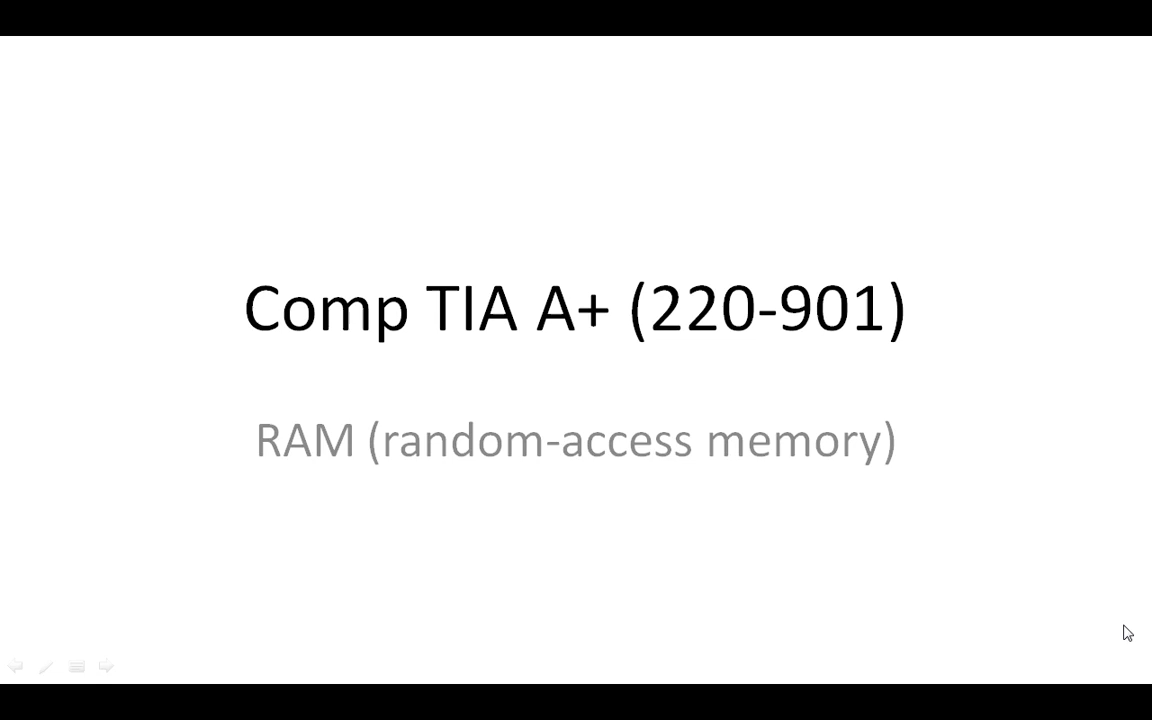 Comp TIA A+ (220-901)
RAM (random-access memory)